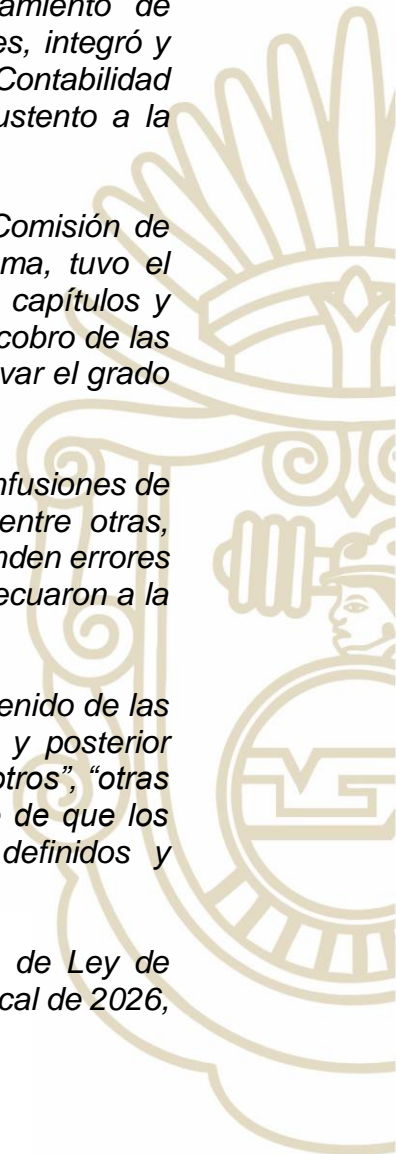 amiento de
es, integró y
Contabilidad
ustento a la
Comisión de
ma, tuvo el
capítulos y
cobro de las
var el grado
nfusiones de
entre otras,
nden errores
ecuaron a la
enido de las
y posterior
otros”, “otras
de que los
definidos y
de Ley de
cal de 2026,